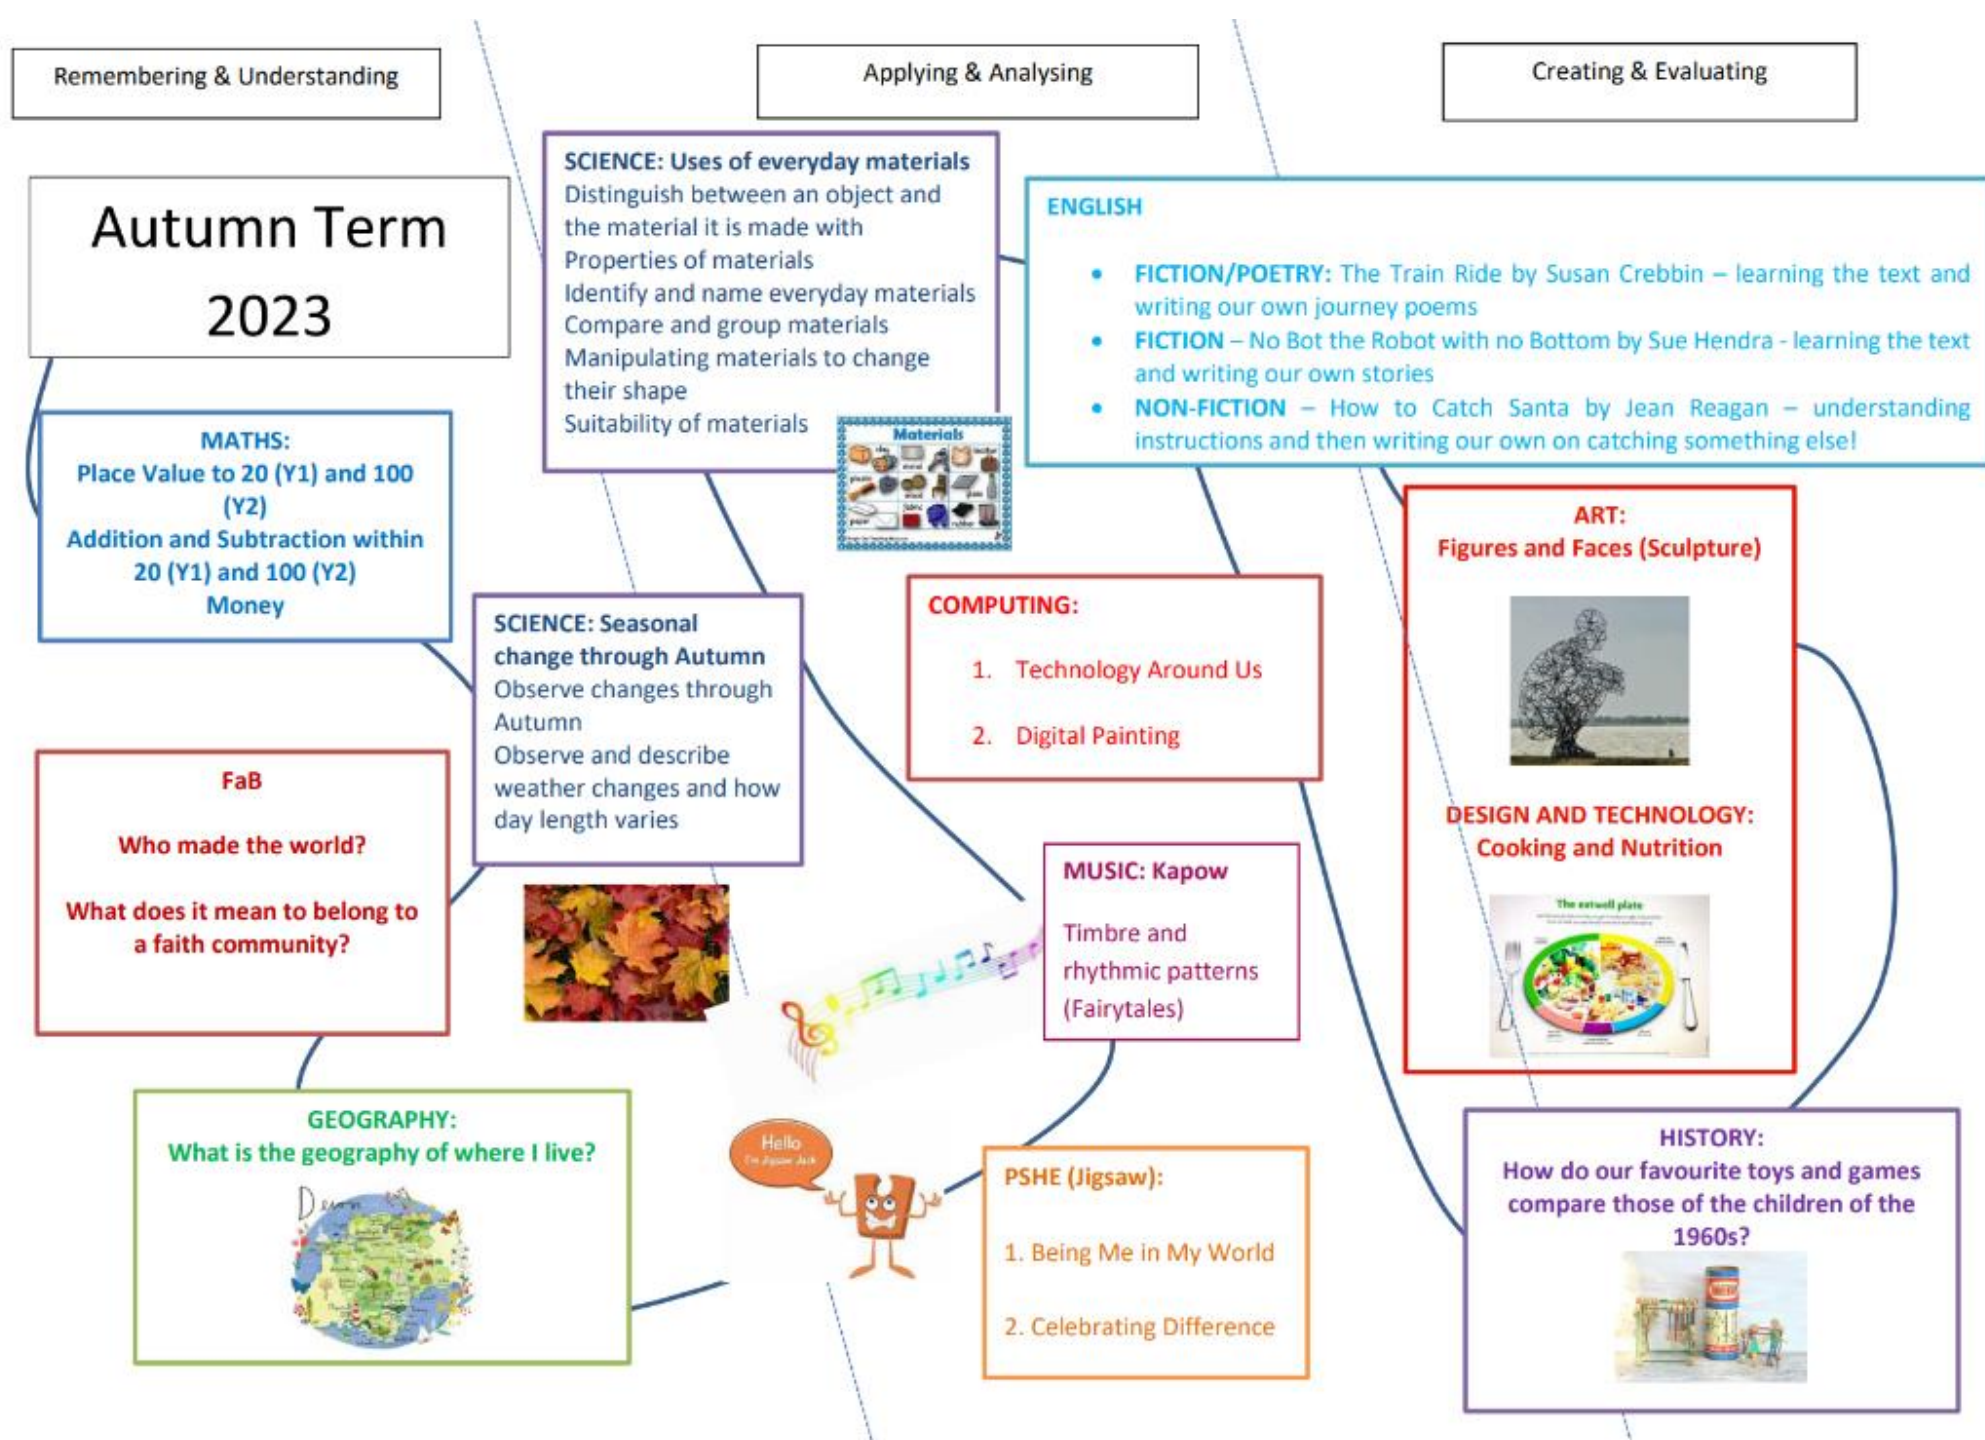 Remembering & Understanding
Applying & Analysing
Creating & Evaluating
Autumn Term
2023
SCIENCE: Uses of everyday materials
Distinguish between an object and
the material it is made with
Properties of materials
Identify and name everyday materials
Compare and group materials
Manipulating materials to change
their shape
Suitability of materials
Materials
ENGLISH
• FICTION/POETRY: The Train Ride by Susan Crebbin – learning the text and
writing our own journey poems
• FICTION – No Bot the Robot with no Bottom by Sue Hendra - learning the text
and writing our own stories
• NON-FICTION – How to Catch Santa by Jean Reagan – understanding
instructions and then writing our own on catching something else!
MATHS:
Place Value to 20 (Y1) and 100
(Y2)
Addition and Subtraction within
20 (Y1) and 100 (Y2)
Money
SCIENCE: Seasonal
change through Autumn
Observe changes through
Autumn
Observe and describe
weather changes and how
day length varies
COMPUTING:
1. Technology Around Us
2. Digital Painting
ART:
Figures and Faces (Sculpture)
DESIGN AND TECHNOLOGY:
Cooking and Nutrition
The eatwell plate
FaB
Who made the world?
What does it mean to belong to
a faith community?
MUSIC: Kapow
Timbre and
rhythmic patterns
(Fairytales)
GEOGRAPHY:
What is the geography of where I live?
Devon
Hello
I'm Jigsaw Jack
PSHE (Jigsaw):
1. Being Me in My World
2. Celebrating Difference
HISTORY:
How do our favourite toys and games
compare those of the children of the
1960s?